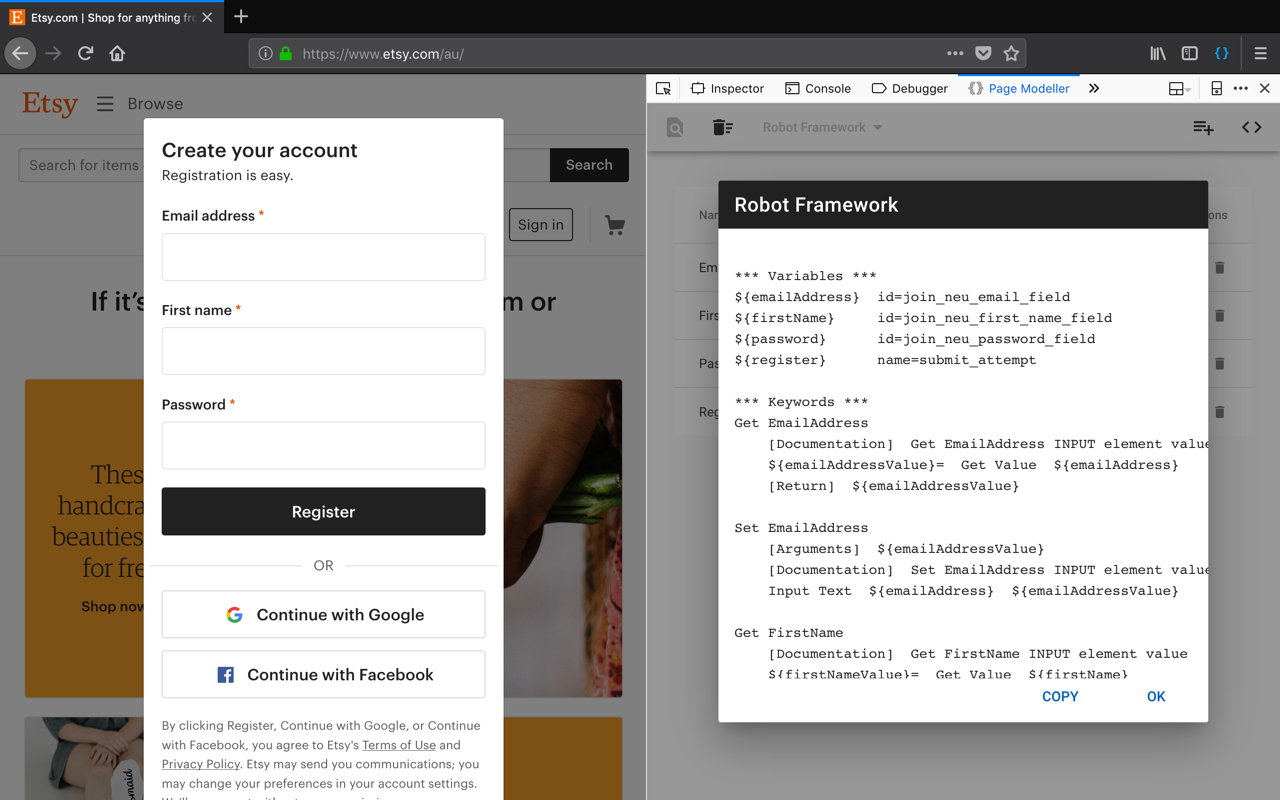 Etsy.com | Shop for anything fro
https://www.etsy.com/au/
Etsy
Browse
Search for items
Search
Sign in
If it's
m or
Thes
handcra
beauties
for fre
Shop now
Create your account
Registration is easy.
Email address *
First name *
Password *
Register
OR
Continue with Google
Continue with Facebook
By clicking Register, Continue with Google, or Continue
with Facebook, you agree to Etsy's Terms of Use and
Privacy Policy. Etsy may send you communications; you
may change your preferences in your account settings.
Inspector
Console
Debugger
{} Page Modeller
Robot Framework
Nar
ons
Em
Firs
Pas
Reg
Robot Framework
*** Variables ***
${emailAddress}  id=join_neu_email_field
${firstName}     id=join_neu_first_name_field
${password}      id=join_neu_password_field
${register}      name=submit_attempt
*** Keywords ***
Get EmailAddress
[Documentation]  Get EmailAddress INPUT element value
${emailAddressValue}=  Get Value  ${emailAddress}
[Return]  ${emailAddressValue}
Set EmailAddress
[Arguments]  ${emailAddressValue}
[Documentation]  Set EmailAddress INPUT element value
Input Text  ${emailAddress}  ${emailAddressValue}
Get FirstName
[Documentation]  Get FirstName INPUT element value
${firstNameValue}=  Get Value  ${firstName}
COPY
OK